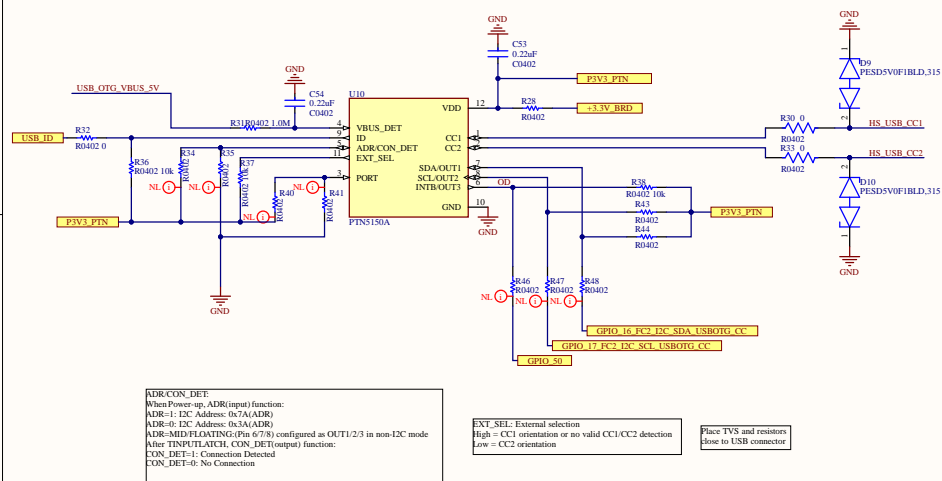 GND
GND
GND
C53
0.22uF
C0402
P3V3_PTN
D9
PESD5V0F1BLD,315
1
2
USB_OTG_VBUS_5V
C54
0.22uF
C0402
U10
VDD
12
R28
R0402
+3.3V_BRD
R31R0402 1.0M
4
VBUS_DET
CC1
1
R30 0
R0402
HS_USB_CC1
USB_ID
R32
R0402 0
9
ID
CC2
R33 0
R0402
HS_USB_CC2
5
ADR/CON_DET
11
EXT_SEL
R36
R0402 10k
R34
R0402
R35
R0402
R37
R0402 10k
SDA/OUT1
7
SCL/OUT2
INTB/OUT3
6
OD
3
PORT
NL
NL
NL
R40
R0402
R41
R0402
GND
10
GND
PTN5150A
R38
R0402 10k
R43
R0402
R44
R0402
P3V3_PTN
P3V3_PTN
2
D10
PESD5V0F1BLD,315
1
GND
GND
R46
R0402
R47
R0402
R48
R0402
NL
NL
NL
GPIO_16_FC2_I2C_SDA_USBOTG_CC
GPIO_17_FC2_I2C_SCL_USBOTG_CC
GPIO_50
ADR/CON_DET:
When Power-up, ADR(input) function:
ADR=1: I2C Address: 0x7A(ADR)
ADR=0: I2C Address: 0x3A(ADR)
ADR=MID/FLOATING:(Pin 6/7/8) configured as OUT1/2/3 in non-I2C mode
After TINPUTLATCH, CON_DET(output) function:
CON_DET=1: Connection Detected
CON_DET=0: No Connection
EXT_SEL: External selection
High = CC1 orientation or no valid CC1/CC2 detection
Low = CC2 orientation
Place TVS and resistors
close to USB connector